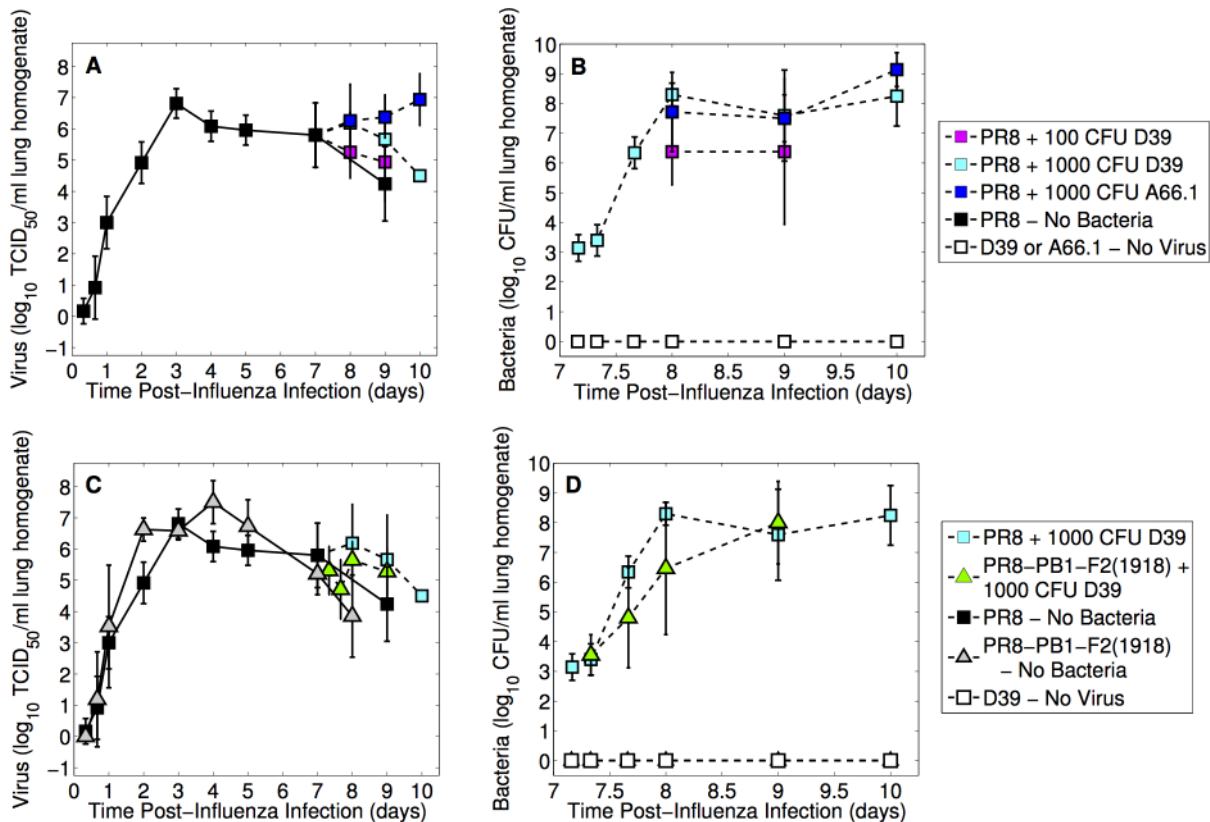 A
Virus (log10 TCID50/ml lung homogenate)
8
7
6
5
4
3
2
1
0
−1
0 1 2 3 4 5 6 7 8 9 10
Time Post−Influenza Infection (days)
B
Bacteria (log10 CFU/ml lung homogenate)
10
9
8
7
6
5
4
3
2
1
0
7 7.5 8 8.5 9 9.5 10
Time Post−Influenza Infection (days)
PR8 + 100 CFU D39
PR8 + 1000 CFU D39
PR8 + 1000 CFU A66.1
PR8 − No Bacteria
D39 or A66.1 − No Virus
C
Virus (log10 TCID50/ml lung homogenate)
8
7
6
5
4
3
2
1
0
−1
0 1 2 3 4 5 6 7 8 9 10
Time Post−Influenza Infection (days)
D
Bacteria (log10 CFU/ml lung homogenate)
10
9
8
7
6
5
4
3
2
1
0
7 7.5 8 8.5 9 9.5 10
Time Post−Influenza Infection (days)
PR8 + 1000 CFU D39
PR8−PB1−F2(1918) +
1000 CFU D39
PR8 − No Bacteria
PR8−PB1−F2(1918)
− No Bacteria
D39 − No Virus